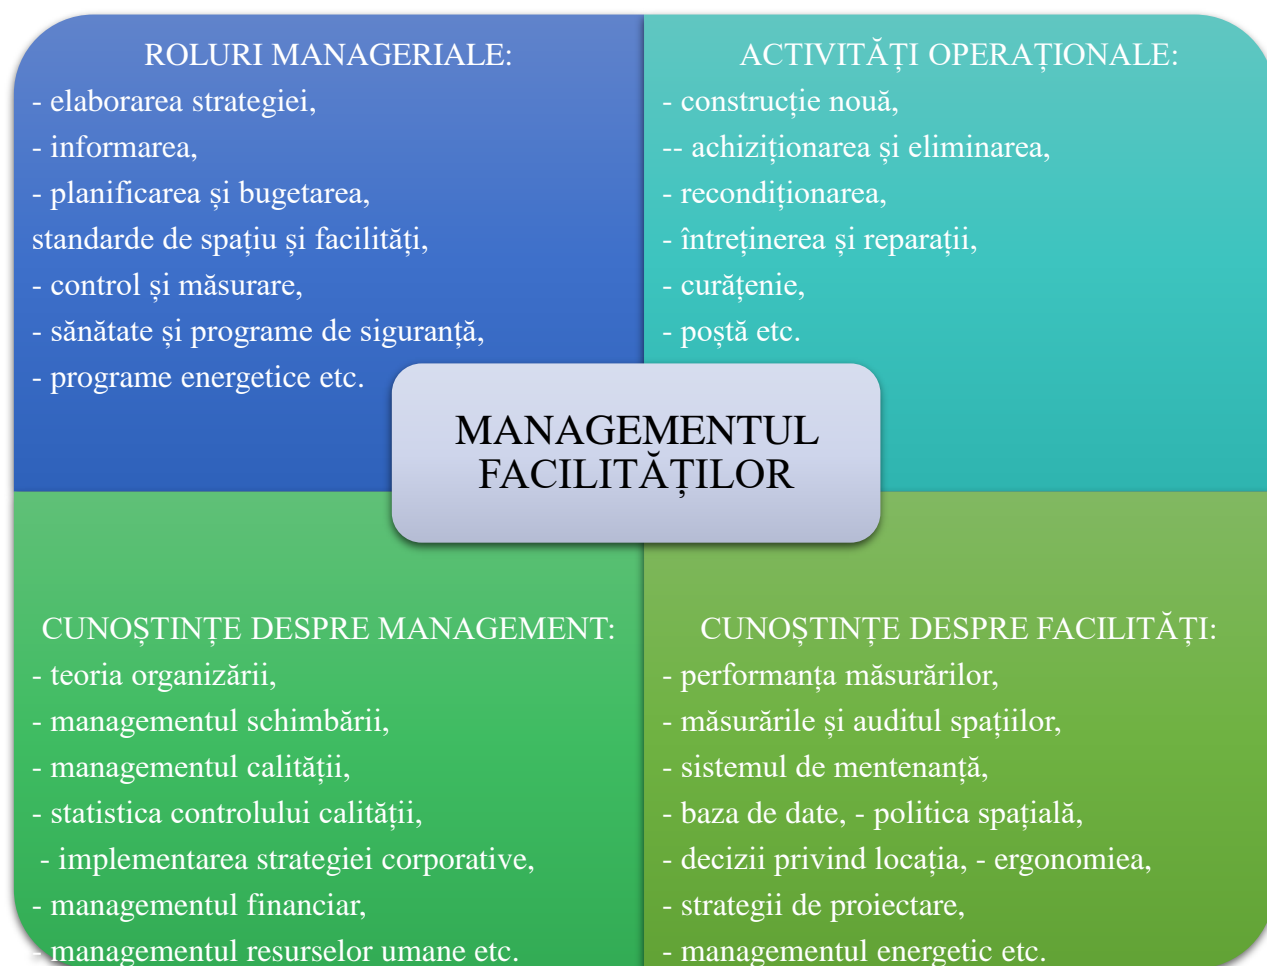 ROLURI MANAGERIALE:
- elaborarea strategiei,
- informarea,
- planificarea și bugetarea,
standarde de spațiu și facilități,
- control și măsurare,
- sănătate și programe de siguranță,
- programe energetice etc.
ACTIVITĂȚI OPERAȚIONALE:
- construcție nouă,
-- achiziționarea și eliminarea,
- recondiționarea,
- întreținerea și reparații,
- curățenie,
- poștă etc.
MANAGEMENTUL
FACILITĂȚILOR
CUNOȘTINȚE DESPRE MANAGEMENT:
- teoria organizării,
- managementul schimbării,
- managementul calității,
- statistica controlului calității,
- implementarea strategiei corporative,
- managementul financiar,
- managementul resurselor umane etc.
CUNOȘTINȚE DESPRE FACILITĂȚI:
- performanța măsurărilor,
- măsurările și auditul spațiilor,
- sistemul de mentenanță,
- baza de date, - politica spațială,
- decizii privind locația, - ergonomiea,
- strategii de proiectare,
- managementul energetic etc.